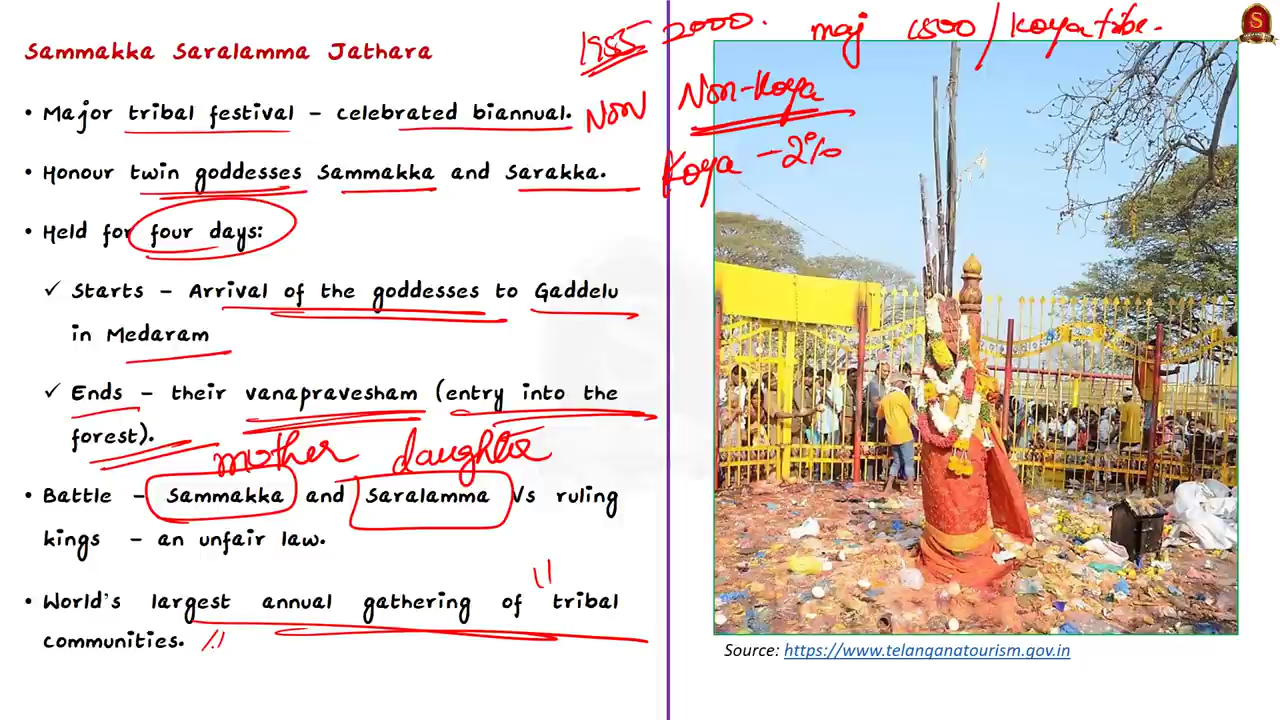 Sammakka Saralamma Jathara
• Major tribal festival – celebrated biannual.
• Honour twin goddesses Sammakka and Sarakka.
• Held for four days:
✓ Starts – Arrival of the goddesses to Gaddelu
in Medaram
✓ Ends – their vanapravesham (entry into the
forest).
mother daughter
• Battle – Sammakka and Saralamma Vs ruling
kings – an unfair law.
• World's largest annual gathering of tribal
communities.
2000. maj / Koya tribe.
Non Non-Koya
Koya - 2%
Source: https://www.telanganatourism.gov.in
S